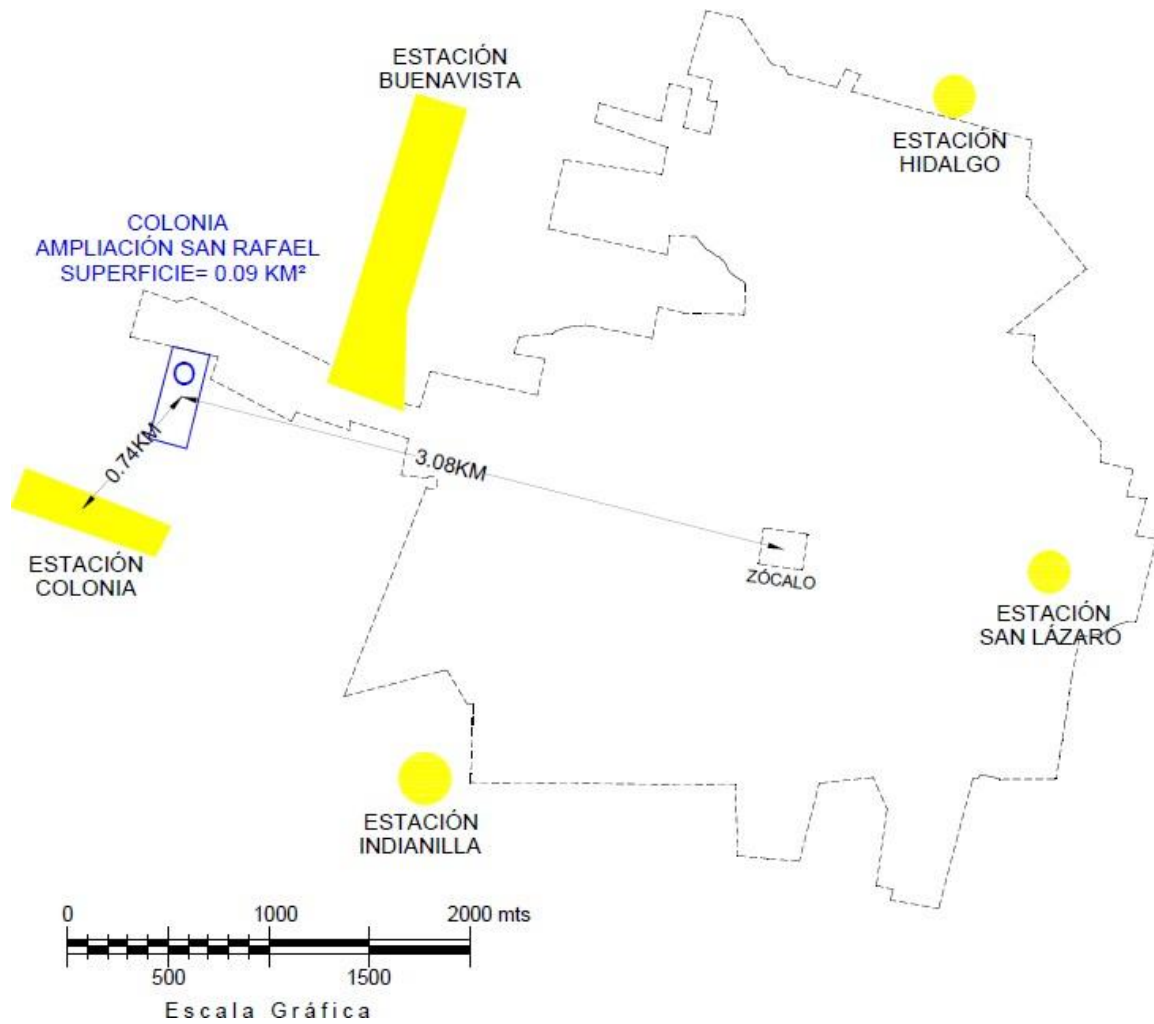 ESTACIÓN
BUENAVISTA
ESTACIÓN
HIDALGO
COLONIA
AMPLIACIÓN SAN RAFAEL
SUPERFICIE= 0.09 KM²
0.74KM
3.08KM
ESTACIÓN
COLONIA
ZÓCALO
ESTACIÓN
SAN LÁZARO
ESTACIÓN
INDIANILLA
0 1000 2000 mts
500 1500
Escala Gráfica